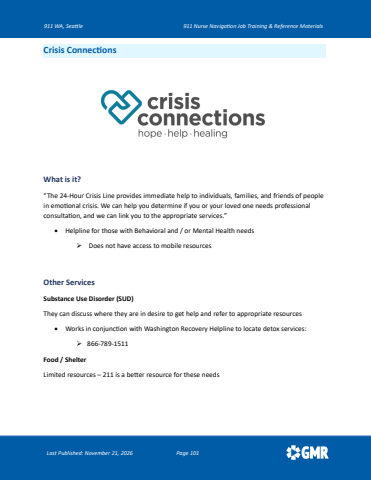 911 WA, Seattle
911 Nurse Navigation Job Training & Reference Materials
Crisis Connections
crisis
connections
hope · help · healing
What is it?
"The 24-Hour Crisis Line provides immediate help to individuals, families, and friends of people
in emotional crisis. We can help you determine if you or your loved one needs professional
consultation, and we can link you to the appropriate services."
• Helpline for those with Behavioral and / or Mental Health needs
➢ Does not have access to mobile resources
Other Services
Substance Use Disorder (SUD)
They can discuss where they are in desire to get help and refer to appropriate resources
• Works in conjunction with Washington Recovery Helpline to locate detox services:
➢ 866-789-1511
Food / Shelter
Limited resources – 211 is a better resource for these needs
Last Published: November 21, 2026
Page 101
GMR